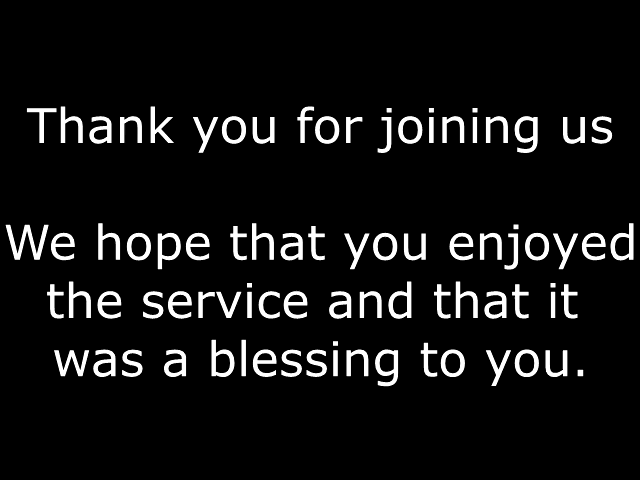 Thank you for joining us
We hope that you enjoyed
the service and that it
was a blessing to you.